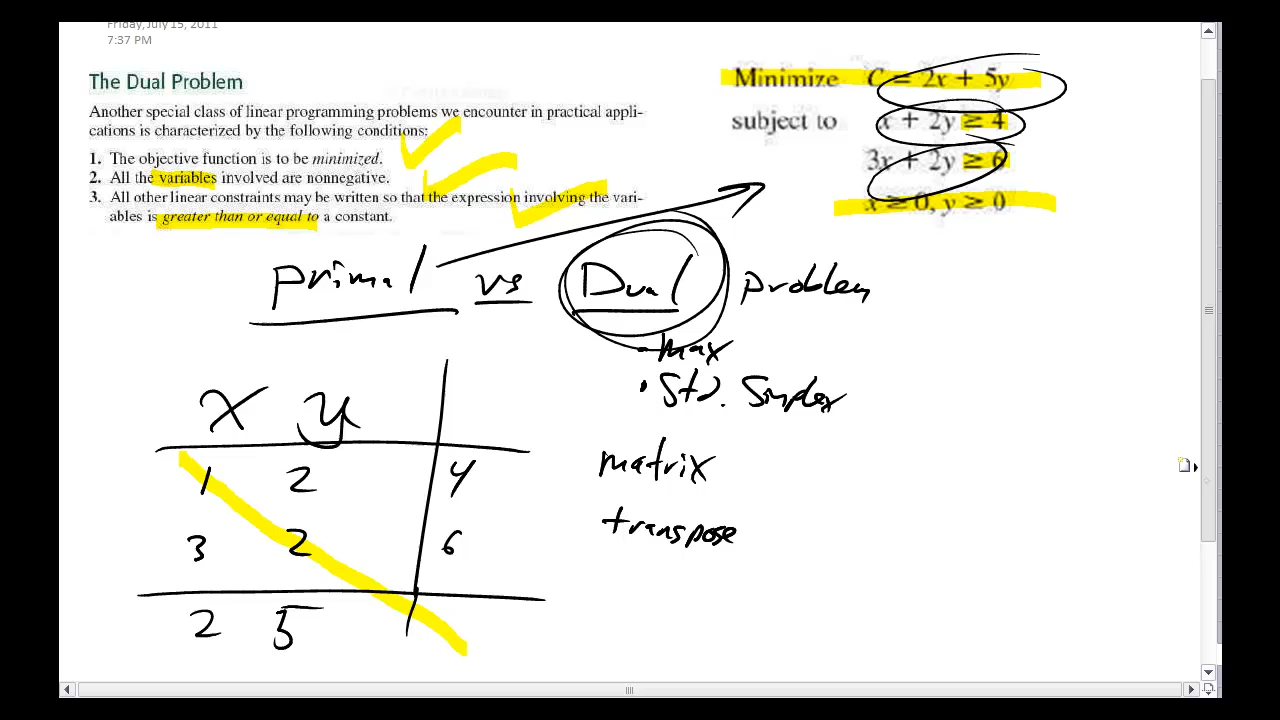 Friday, July 15, 2011
7:37 PM
The Dual Problem
Another special class of linear programming problems we encounter in practical appli-
cations is characterized by the following conditions:
1. The objective function is to be minimized.
2. All the variables involved are nonnegative.
3. All other linear constraints may be written so that the expression involving the vari-
ables is greater than or equal to a constant.
Minimize C = 2x + 5y
subject to x + 2y ≥ 4
3x + 2y ≥ 6
x ≥ 0, y ≥ 0
primal vs Dual problem
• max
• Std. Simplex
x y
1 2 4
3 2 6
2 5
matrix
transpose